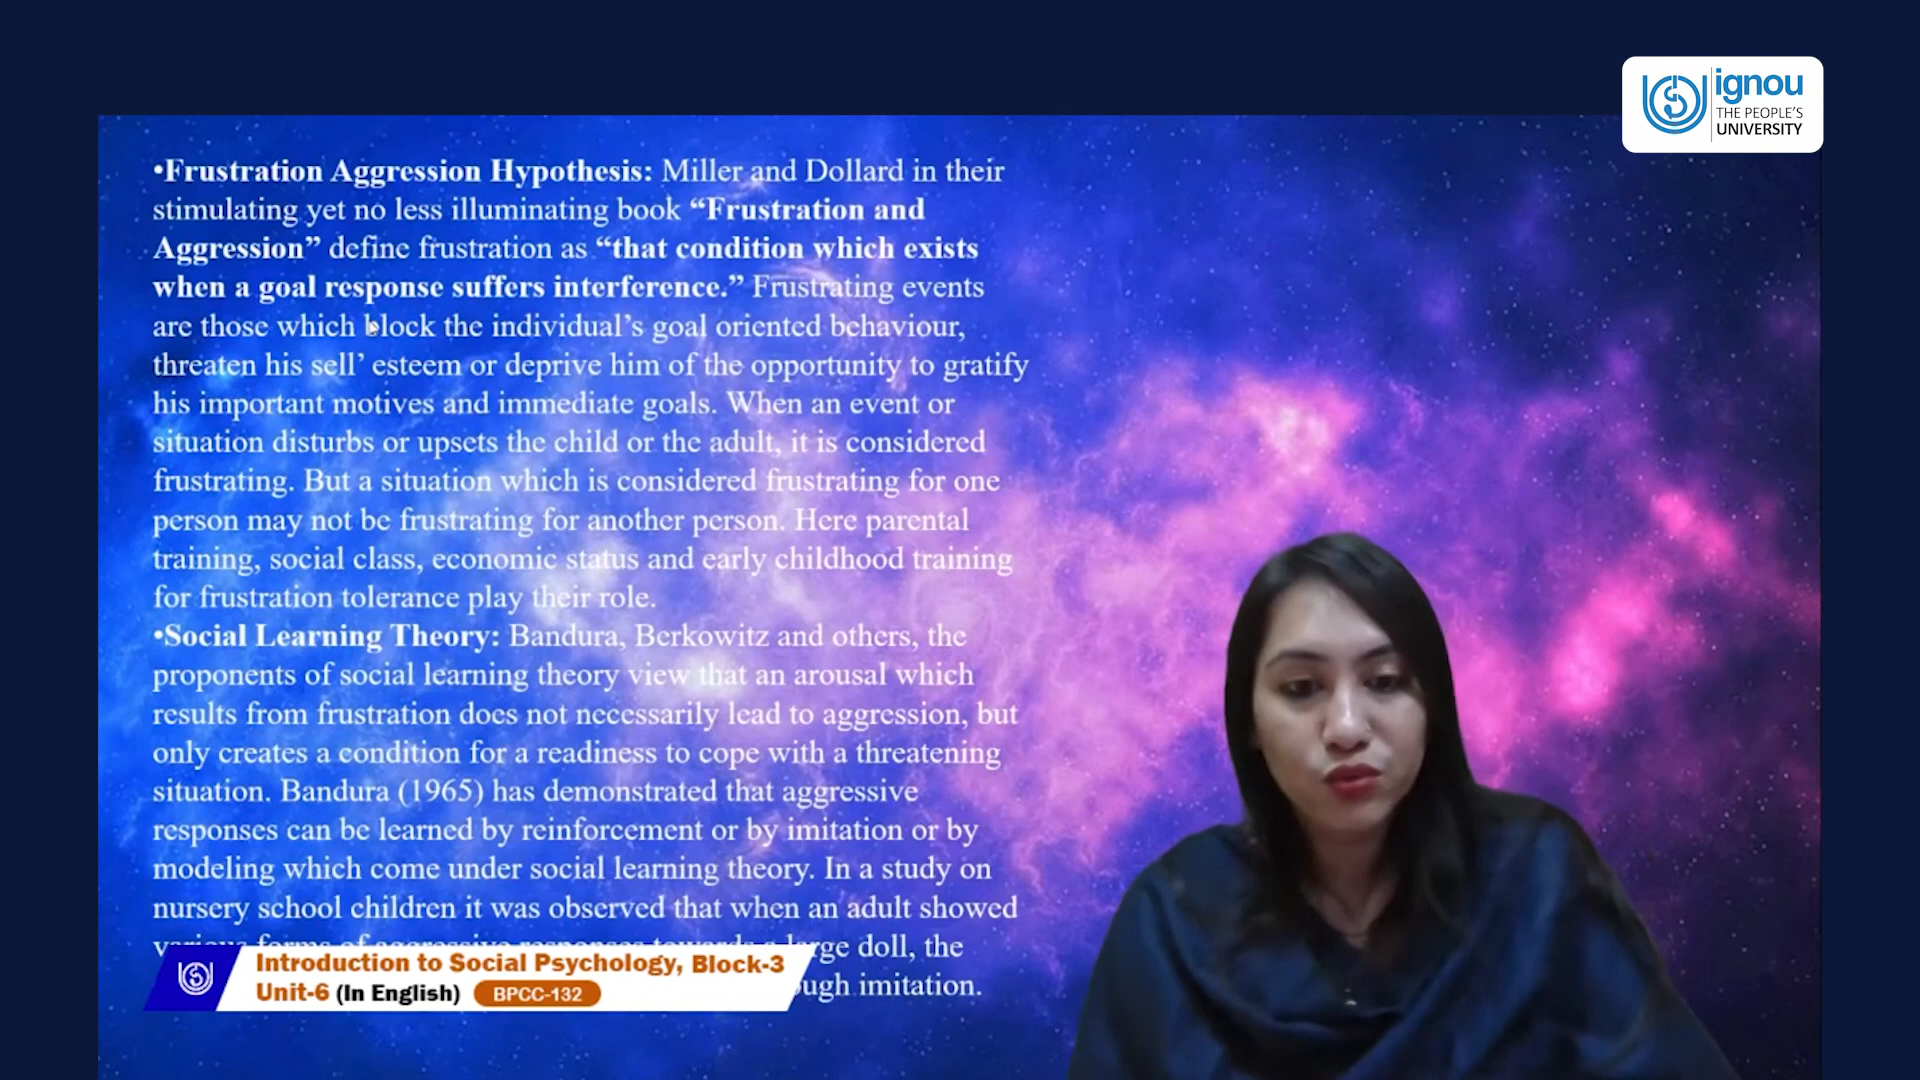 ignou
THE PEOPLE'S
UNIVERSITY
•Frustration Aggression Hypothesis: Miller and Dollard in their
stimulating yet no less illuminating book “Frustration and
Aggression” define frustration as “that condition which exists
when a goal response suffers interference.” Frustrating events
are those which block the individual’s goal oriented behaviour,
threaten his sell’ esteem or deprive him of the opportunity to gratify
his important motives and immediate goals. When an event or
situation disturbs or upsets the child or the adult, it is considered
frustrating. But a situation which is considered frustrating for one
person may not be frustrating for another person. Here parental
training, social class, economic status and early childhood training
for frustration tolerance play their role.
•Social Learning Theory: Bandura, Berkowitz and others, the
proponents of social learning theory view that an arousal which
results from frustration does not necessarily lead to aggression, but
only creates a condition for a readiness to cope with a threatening
situation. Bandura (1965) has demonstrated that aggressive
responses can be learned by reinforcement or by imitation or by
modeling which come under social learning theory. In a study on
nursery school children it was observed that when an adult showed
various forms of aggressive responses towards a large doll, the
imitation.
Introduction to Social Psychology, Block-3
Unit-6 (In English) BPCC-132